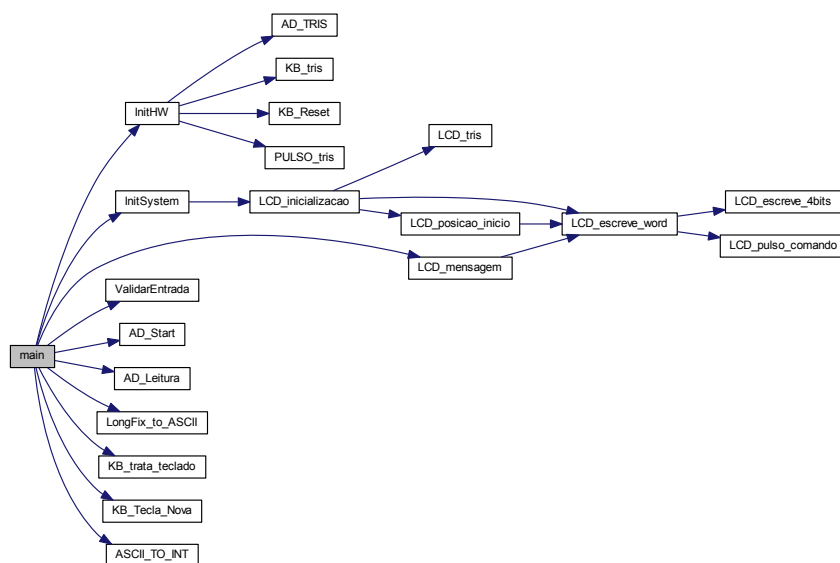 AD_TRIS
KB_tris
InitHW
KB_Reset
LCD_tris
PULSO_tris
InitSystem
LCD_inicializacao
LCD_escreve_4bits
LCD_posicao_inicio
LCD_escreve_word
LCD_pulso_comando
LCD_mensagem
ValidarEntrada
AD_Start
main
AD_Leitura
LongFix_to_ASCII
KB_trata_teclado
KB_Tecla_Nova
ASCII_TO_INT